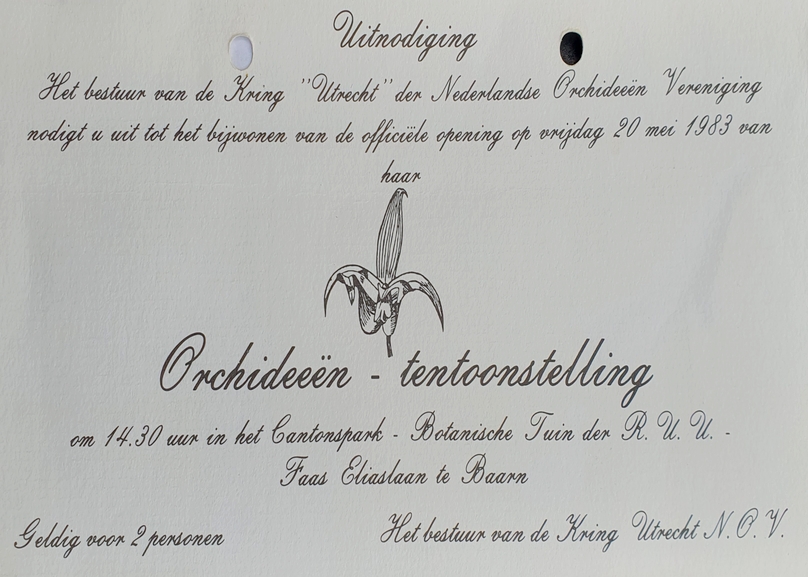 Uitnodiging
Het bestuur van de Kring "Utrecht" der Nederlandse Orchideeën Vereniging
nodigt u uit tot het bijwonen van de officiële opening op vrijdag 20 mei 1983 van
haar
Orchideeën - tentoonstelling
om 14.30 uur in het Cantonspark - Botanische Tuin der R. U. U. -
Faas Eliaslaan te Baarn
Geldig voor 2 personen
Het bestuur van de Kring Utrecht N. O. V.